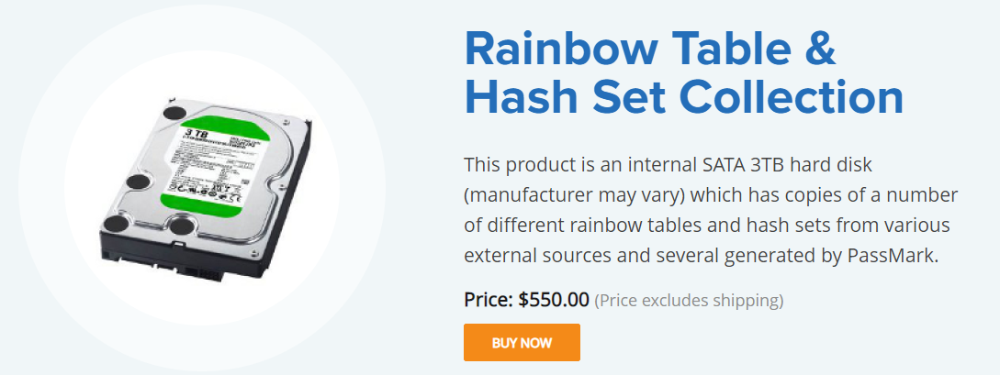 Rainbow Table &
Hash Set Collection
This product is an internal SATA 3TB hard disk
(manufacturer may vary) which has copies of a number
of different rainbow tables and hash sets from various
external sources and several generated by PassMark.
Price: $550.00 (Price excludes shipping)
BUY NOW
3 TB